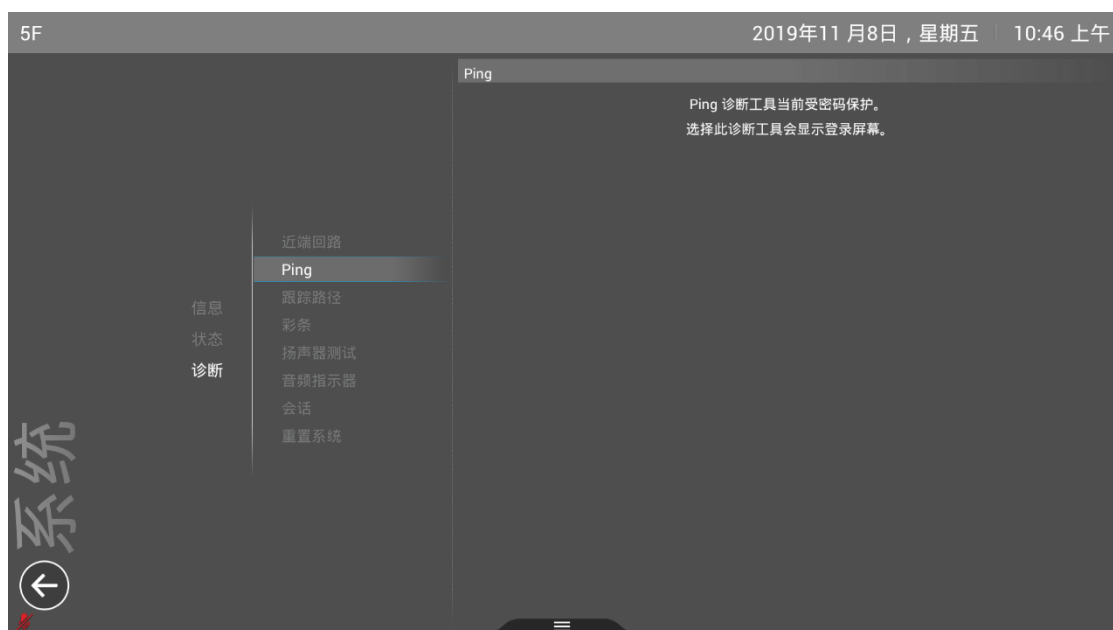 5F
2019年11月8日，星期五
10:46 上午
Ping
Ping 诊断工具当前受密码保护。
选择此诊断工具会显示登录屏幕。
近端回路
Ping
跟踪路径
彩条
扬声器测试
音频指示器
会话
重置系统
信息
状态
诊断
系统